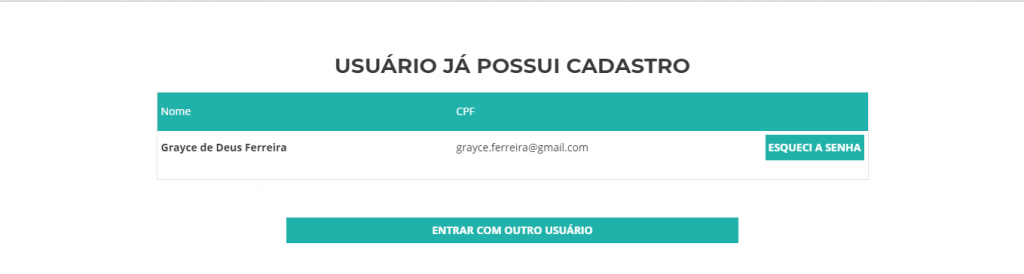 USUÁRIO JÁ POSSUI CADASTRO
Nome CPF
Grayce de Deus Ferreira grayce.ferreira@gmail.com ESQUECI A SENHA
ENTRAR COM OUTRO USUÁRIO